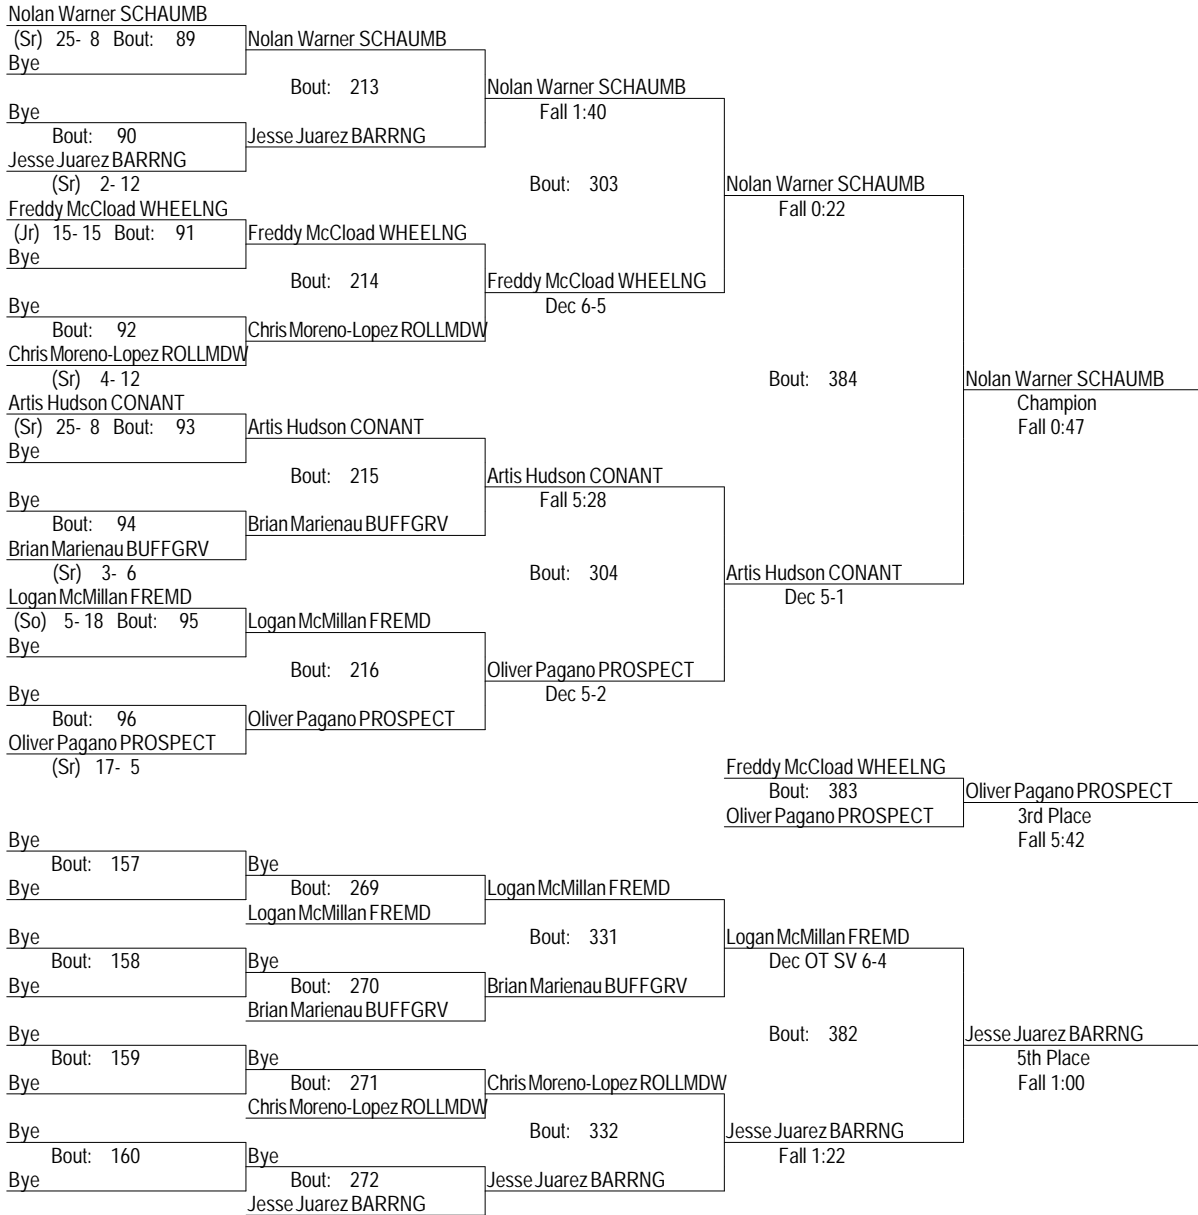 Nolan Warner SCHAUMB
(Sr) 25- 8 Bout: 89 Nolan Warner SCHAUMB
Bye
Bout: 213 Nolan Warner SCHAUMB
Bye Fall 1:40
Bout: 90 Jesse Juarez BARRNG
Jesse Juarez BARRNG
(Sr) 2- 12 Bout: 303 Nolan Warner SCHAUMB
Freddy McCload WHEELNG Fall 0:22
(Jr) 15- 15 Bout: 91 Freddy McCload WHEELNG
Bye
Bout: 214 Freddy McCload WHEELNG
Bye Dec 6-5
Bout: 92 Chris Moreno-Lopez ROLLMDW
Chris Moreno-Lopez ROLLMDW
(Sr) 4- 12 Bout: 384 Nolan Warner SCHAUMB
Artis Hudson CONANT Champion
(Sr) 25- 8 Bout: 93 Artis Hudson CONANT Fall 0:47
Bye
Bout: 215 Artis Hudson CONANT
Bye Fall 5:28
Bout: 94 Brian Marienau BUFFGRV
Brian Marienau BUFFGRV
(Sr) 3- 6 Bout: 304 Artis Hudson CONANT
Logan McMillan FREMD Dec 5-1
(So) 5- 18 Bout: 95 Logan McMillan FREMD
Bye
Bout: 216 Oliver Pagano PROSPECT
Bye Dec 5-2
Bout: 96 Oliver Pagano PROSPECT
Oliver Pagano PROSPECT
(Sr) 17- 5 Freddy McCload WHEELNG
Bout: 383 Oliver Pagano PROSPECT
Oliver Pagano PROSPECT 3rd Place
Bye Fall 5:42
Bout: 157 Bye
Bye Bout: 269 Logan McMillan FREMD
Logan McMillan FREMD
Bye Bout: 331 Logan McMillan FREMD
Bout: 158 Bye Dec OT SV 6-4
Bye Bout: 270 Brian Marienau BUFFGRV
Brian Marienau BUFFGRV
Bye Bout: 382 Jesse Juarez BARRNG
Bout: 159 Bye 5th Place
Bye Bout: 271 Chris Moreno-Lopez ROLLMDW Fall 1:00
Chris Moreno-Lopez ROLLMDW
Bye Bout: 332 Jesse Juarez BARRNG
Bout: 160 Bye Fall 1:22
Bye Bout: 272 Jesse Juarez BARRNG
Jesse Juarez BARRNG